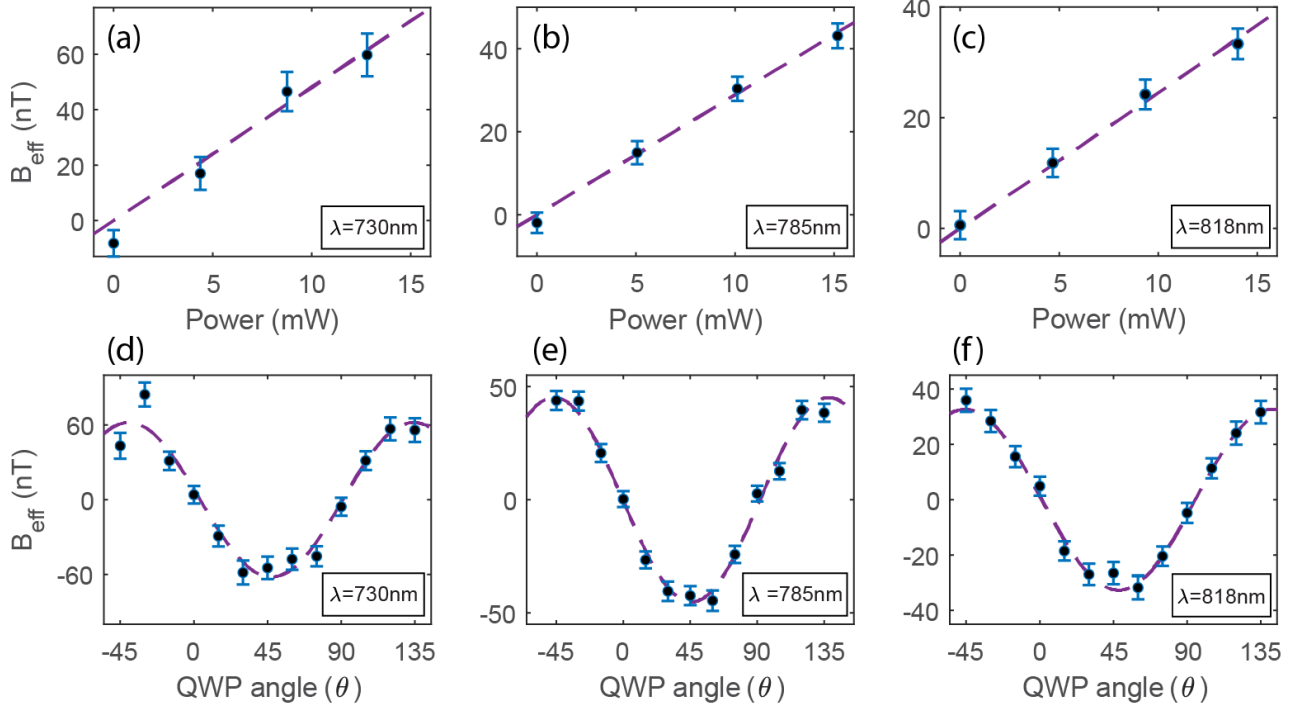 (a)
B_eff (nT)
60
40
20
0
0 5 10 15
Power (mW)
λ=730nm
(b)
40
20
0
0 5 10 15
Power (mW)
λ=785nm
(c)
40
20
0
0 5 10 15
Power (mW)
λ=818nm
(d)
B_eff (nT)
60
0
-60
-45 0 45 90 135
QWP angle (θ)
λ=730nm
(e)
50
0
-50
-45 0 45 90 135
QWP angle (θ)
λ =785nm
(f)
40
20
0
-20
-40
-45 0 45 90 135
QWP angle (θ)
λ=818nm